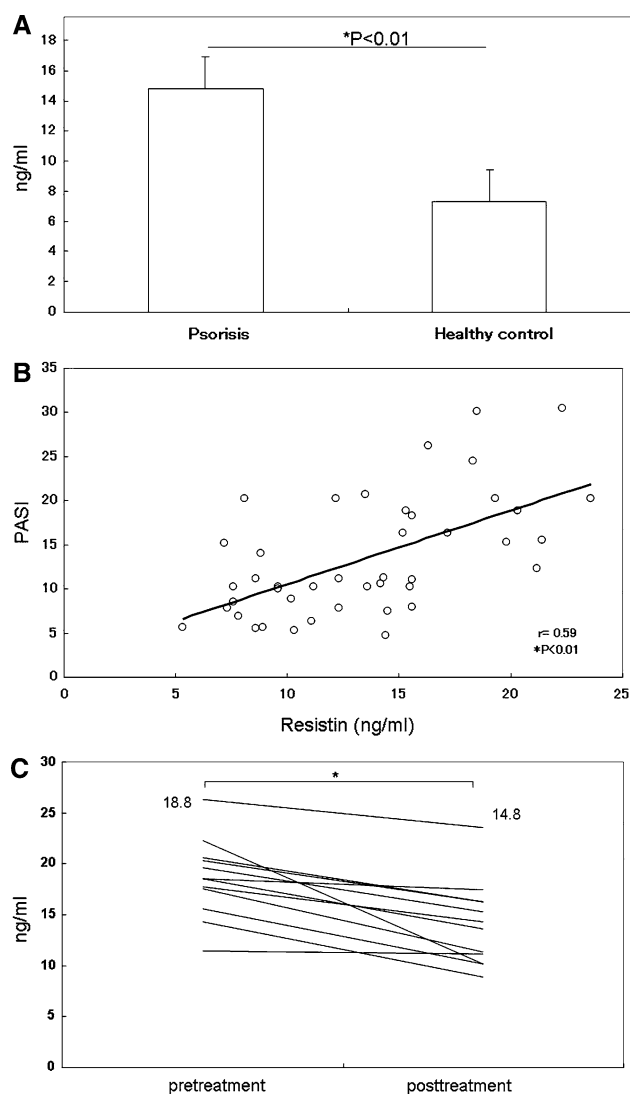 A
*P<0.01
18
16
14
12
10
8
6
4
2
0
ng/ml
Psorisis Healthy control
B
35
30
25
20
15
10
5
0
PASI
r= 0.59
*P<0.01
0 5 10 15 20 25
Resistin (ng/ml)
C
30
25
20
15
10
5
0
ng/ml
*
18.8 14.8
pretreatment posttreatment